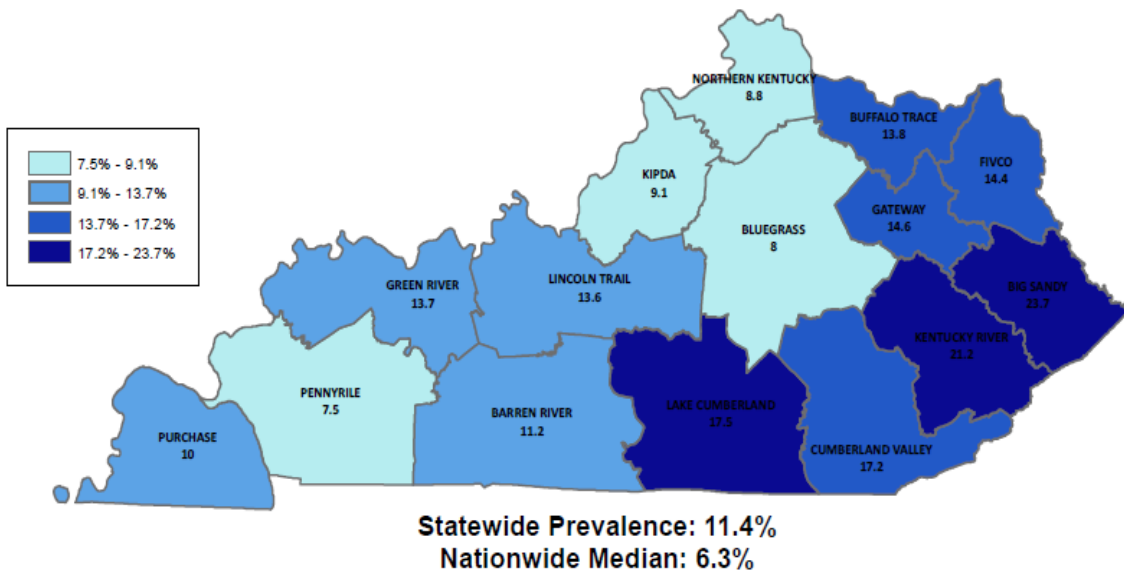 NORTHERN KENTUCKY
8.8
BUFFALO TRACE
13.8
FIVCO
14.4
7.5% - 9.1%
9.1% - 13.7%
13.7% - 17.2%
17.2% - 23.7%
KIPDA
9.1
GATEWAY
14.6
BLUEGRASS
8
GREEN RIVER
13.7
LINCOLN TRAIL
13.6
BIG SANDY
23.7
KENTUCKY RIVER
21.2
PENNYRILE
7.5
BARREN RIVER
11.2
LAKE CUMBERLAND
17.5
PURCHASE
10
CUMBERLAND VALLEY
17.2
Statewide Prevalence: 11.4%
Nationwide Median: 6.3%